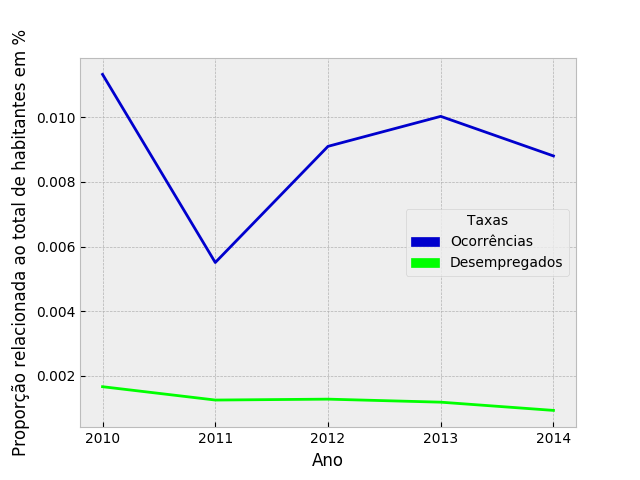 Proporção relacionada ao total de habitantes em %
0.010
0.008
0.006
0.004
0.002
Taxas
Ocorrências
Desempregados
2010 2011 2012 2013 2014
Ano